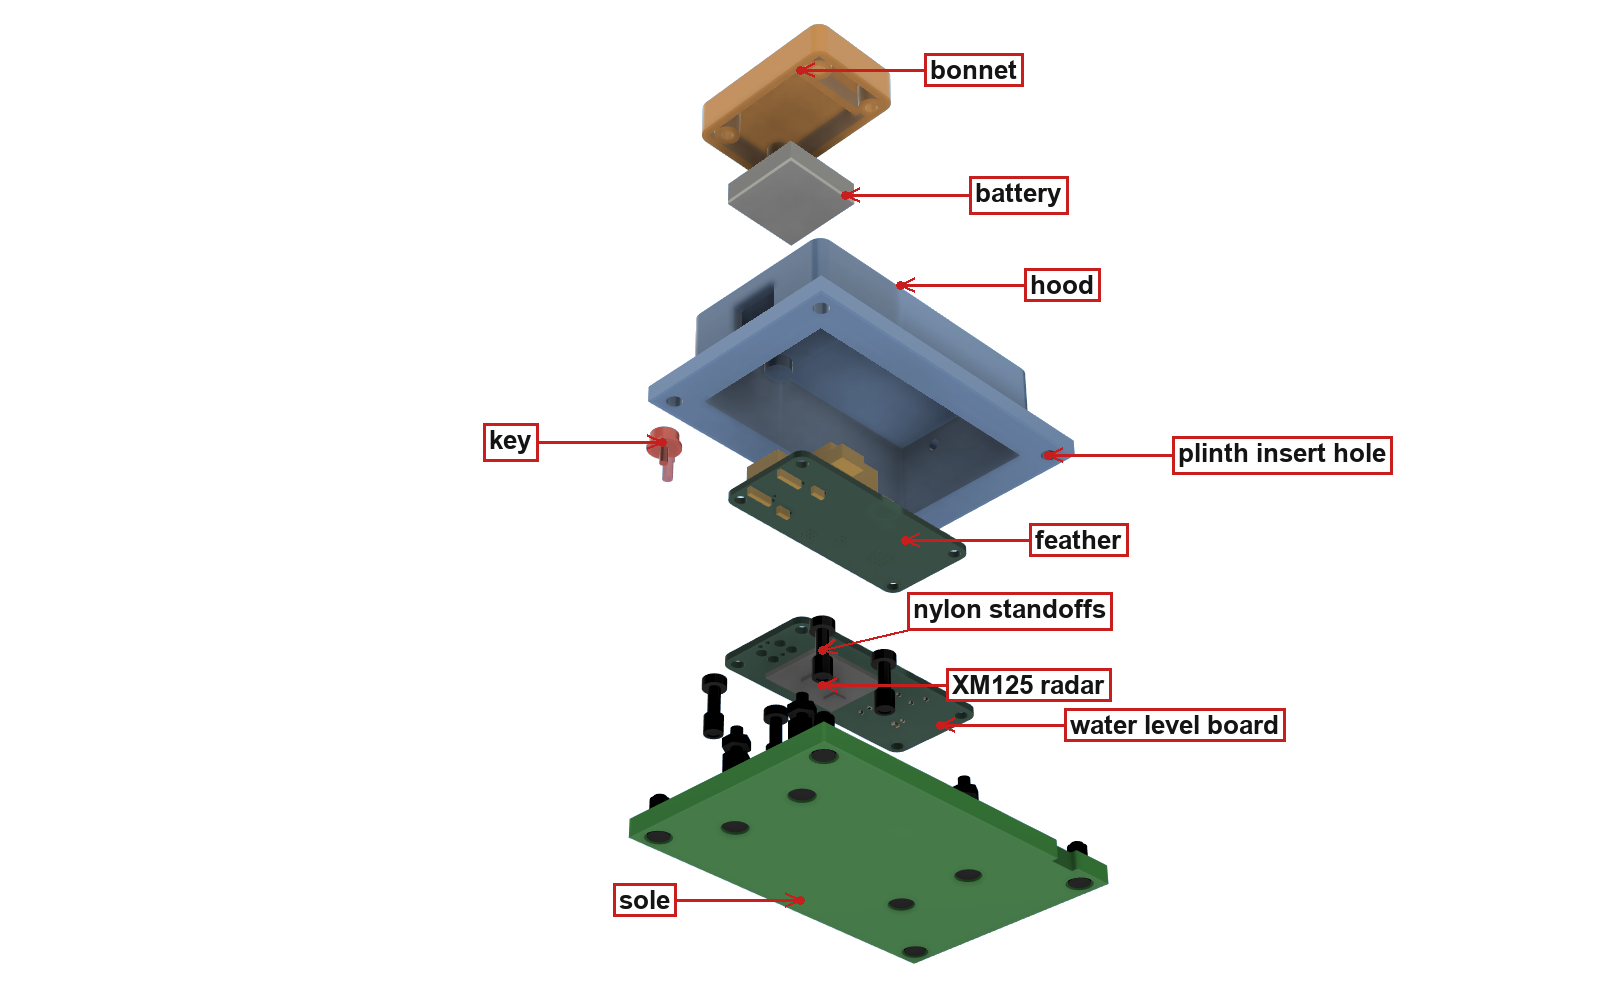 bonnet
battery
hood
key
plinth insert hole
feather
nylon standoffs
XM125 radar
water level board
sole